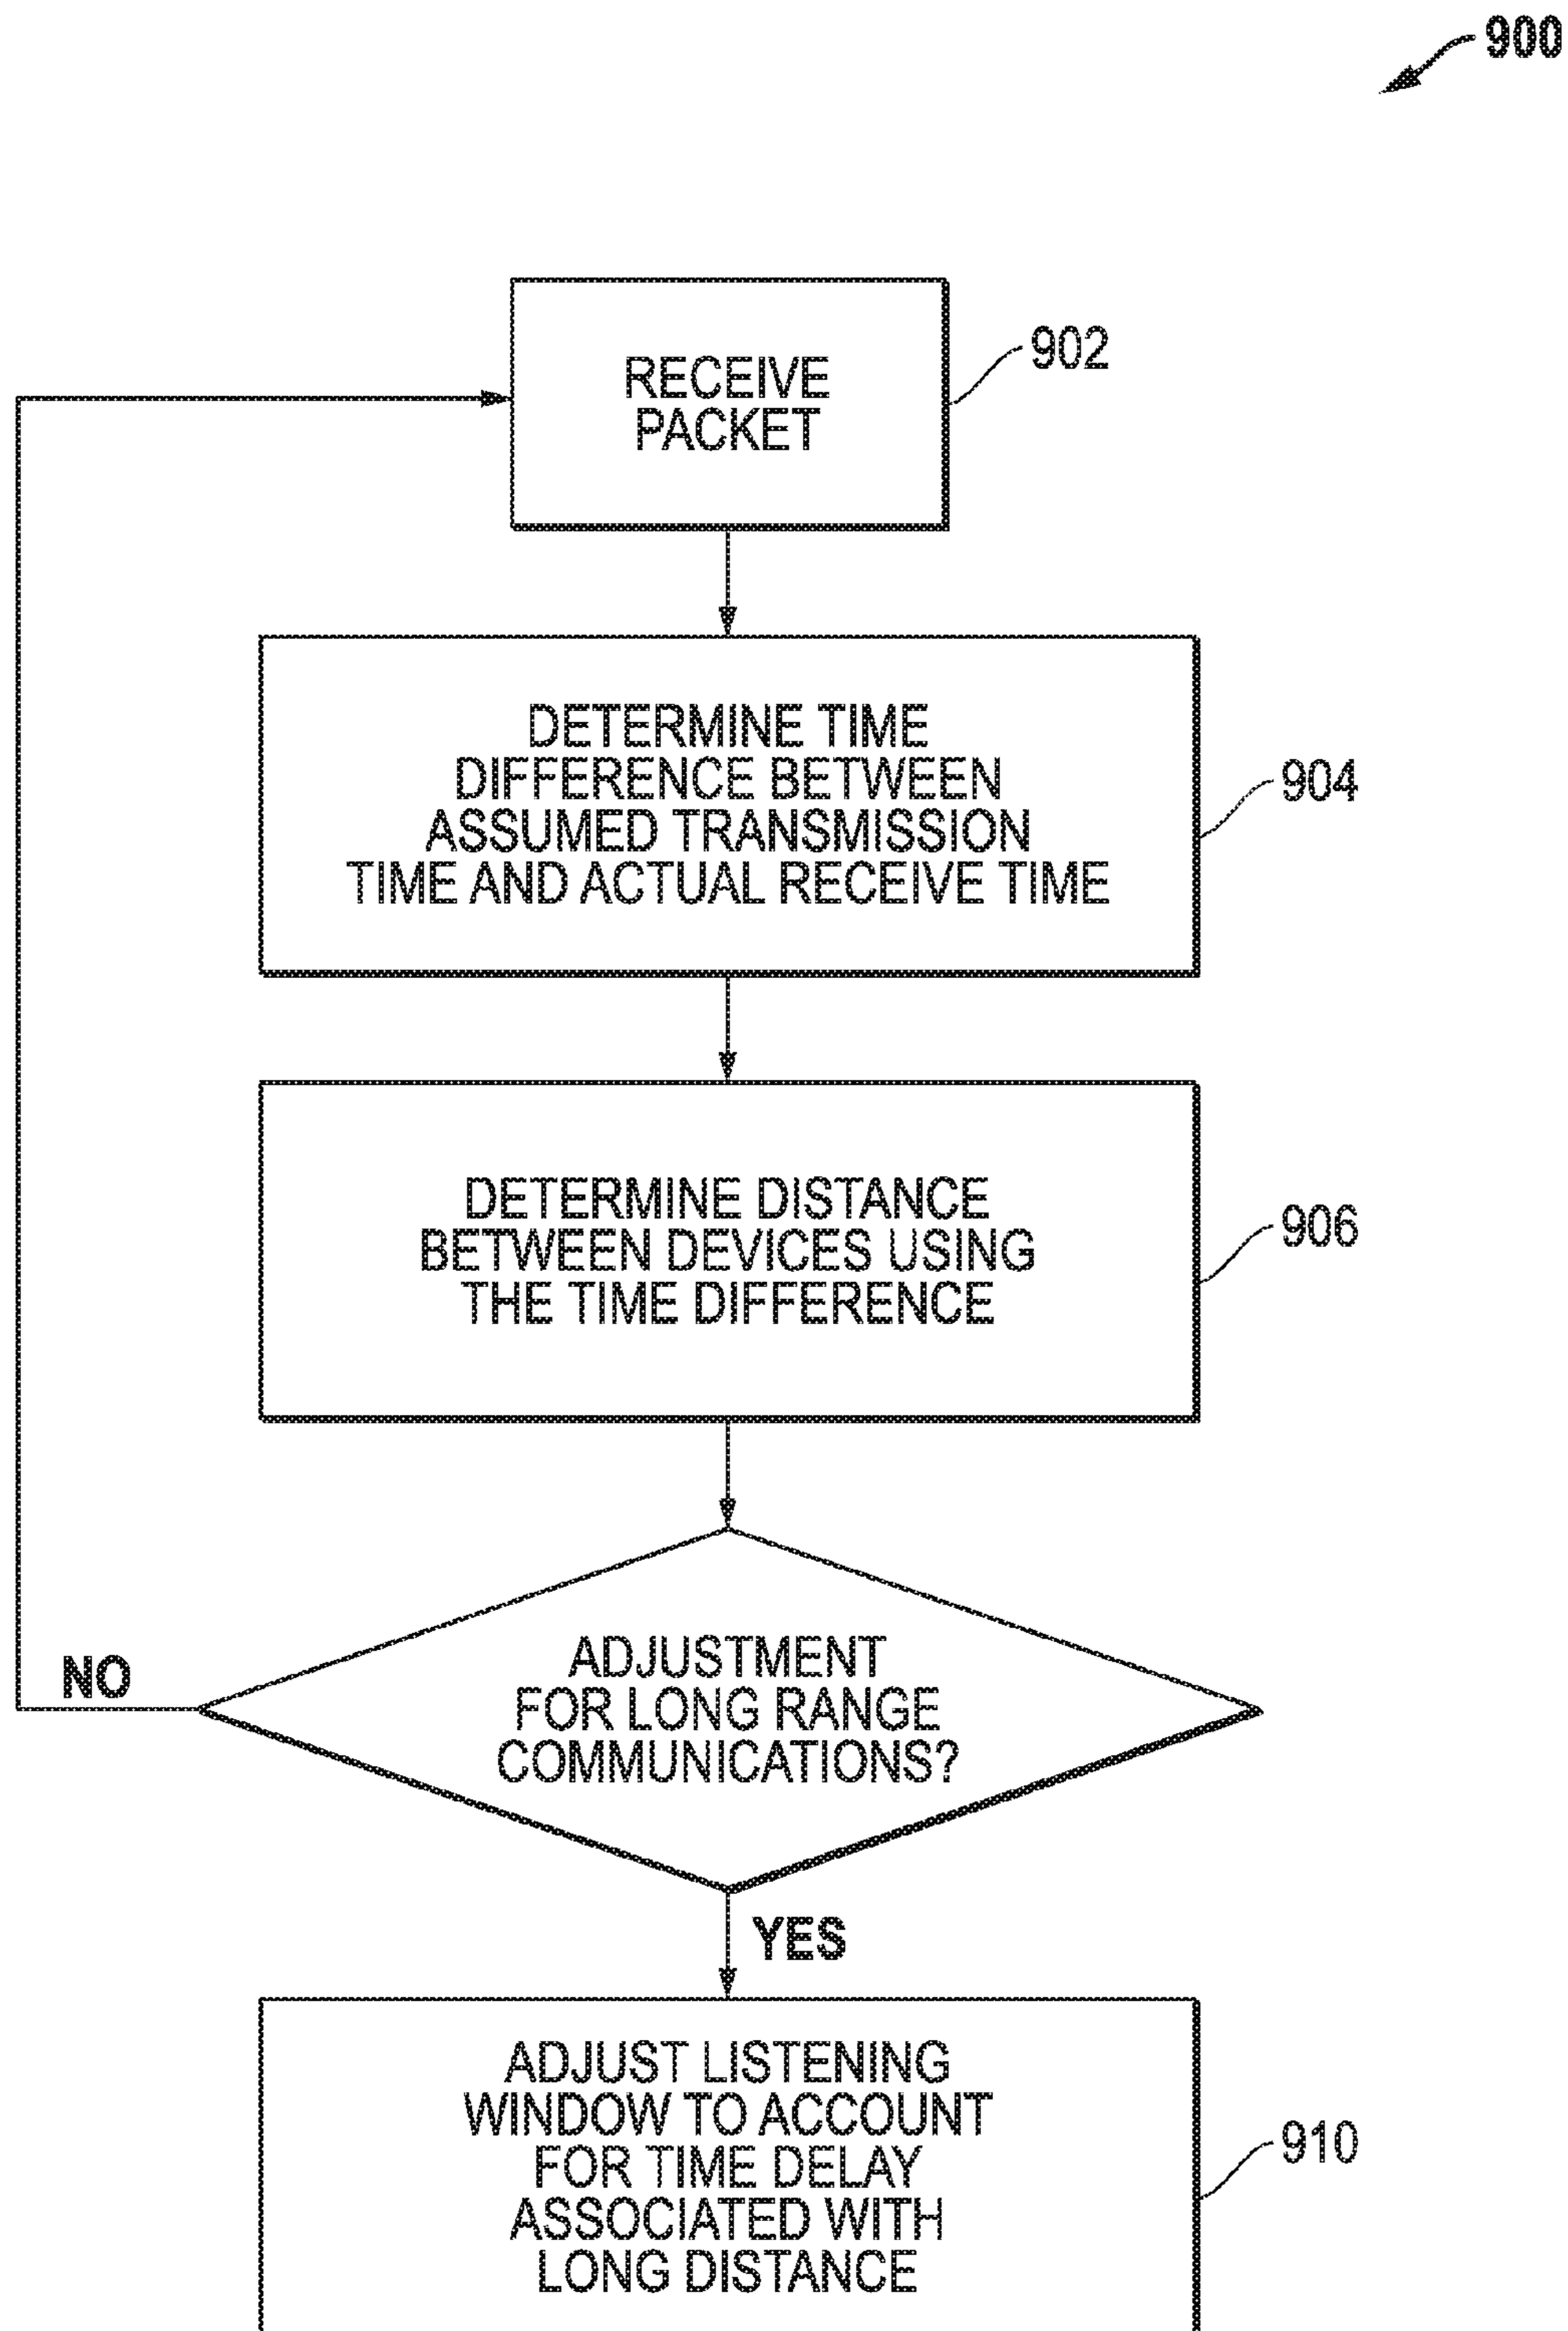 900
RECEIVE
PACKET
902
DETERMINE TIME
DIFFERENCE BETWEEN
ASSUMED TRANSMISSION
TIME AND ACTUAL RECEIVE TIME
904
DETERMINE DISTANCE
BETWEEN DEVICES USING
THE TIME DIFFERENCE
906
ADJUSTMENT
FOR LONG RANGE
COMMUNICATIONS?
NO
YES
ADJUST LISTENING
WINDOW TO ACCOUNT
FOR TIME DELAY
ASSOCIATED WITH
LONG DISTANCE
910